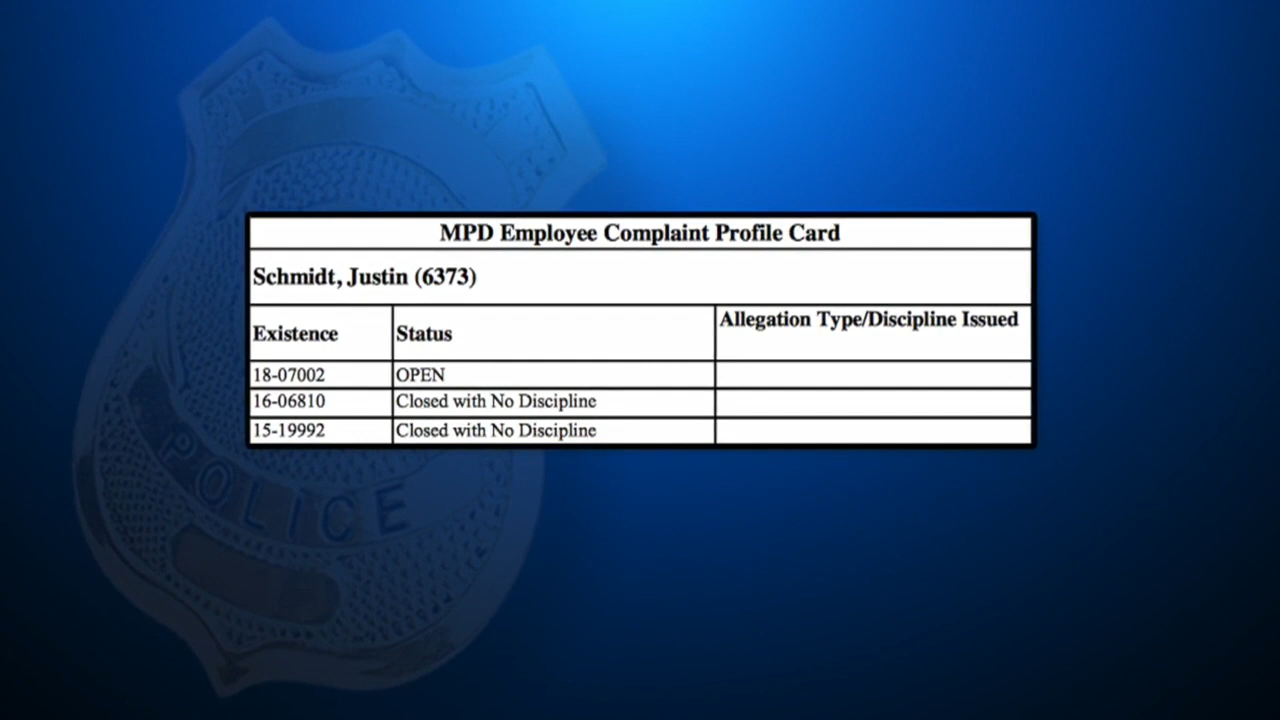 MPD Employee Complaint Profile Card
Schmidt, Justin (6373)
Existence Status Allegation Type/Discipline Issued
18-07002 OPEN
16-06810 Closed with No Discipline
15-19992 Closed with No Discipline
POLICE